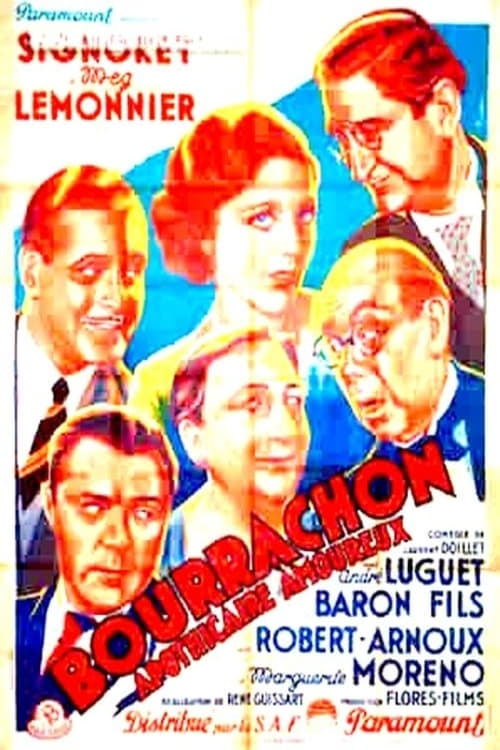 Paramount
SIGNORET
Meg
LEMONNIER
BOURRACHON
APOTHICAIRE AMOUREUX
COMÉDIE DE
LAURENT DOILLET
André LUGUET
BARON FILS
ROBERT-ARNOUX
Marguerite MORENO
RÉALISATION DE RENÉ GUISSART
FLORES-FILMS
Distribué par la S.A.F. Paramount